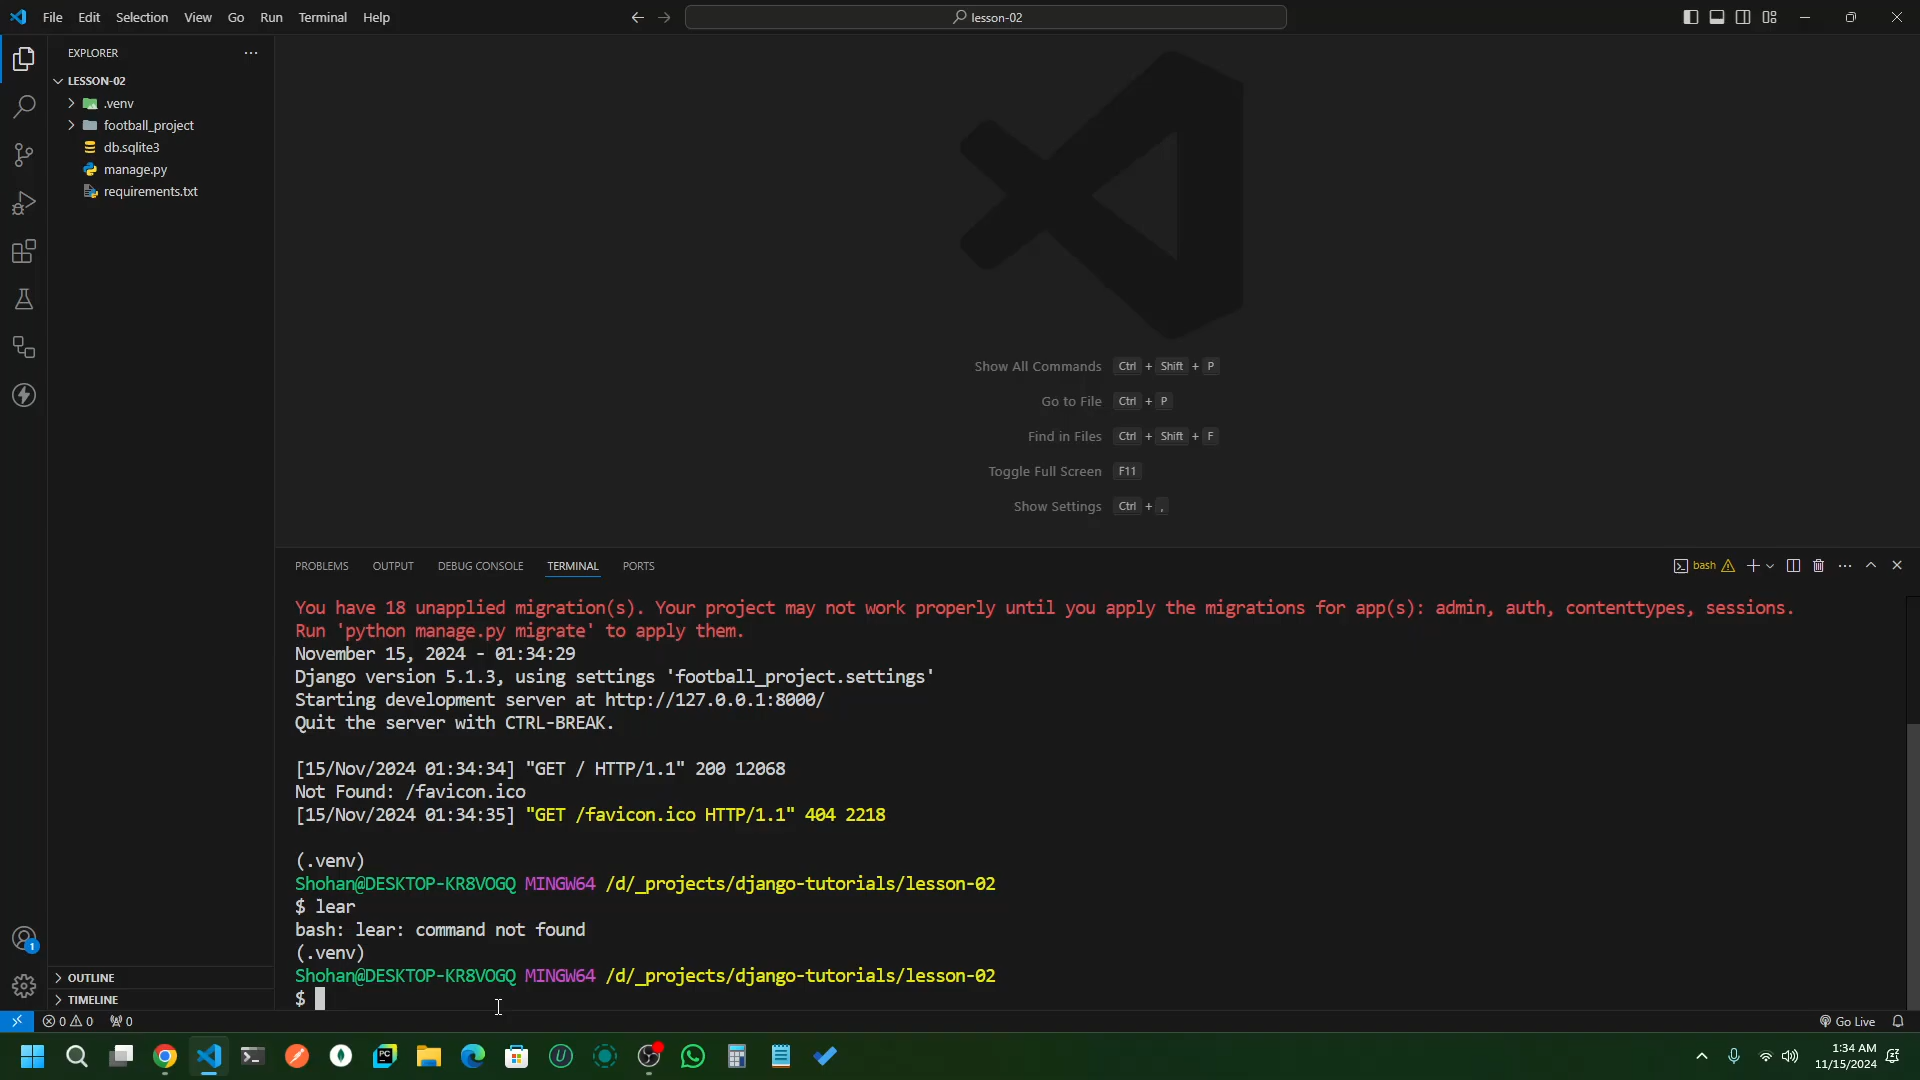 File Edit Selection View Go Run Terminal Help
lesson-02
EXPLORER
LESSON-02
.venv
football_project
db.sqlite3
manage.py
requirements.txt
Show All Commands Ctrl + Shift + P
Go to File Ctrl + P
Find in Files Ctrl + Shift + F
Toggle Full Screen F11
Show Settings Ctrl + ,
PROBLEMS OUTPUT DEBUG CONSOLE TERMINAL PORTS
bash
You have 18 unapplied migration(s). Your project may not work properly until you apply the migrations for app(s): admin, auth, contenttypes, sessions.
Run 'python manage.py migrate' to apply them.
November 15, 2024 - 01:34:29
Django version 5.1.3, using settings 'football_project.settings'
Starting development server at http://127.0.0.1:8000/
Quit the server with CTRL-BREAK.
[15/Nov/2024 01:34:34] "GET / HTTP/1.1" 200 12068
Not Found: /favicon.ico
[15/Nov/2024 01:34:35] "GET /favicon.ico HTTP/1.1" 404 2218
(.venv)
Shohan@DESKTOP-KR8VOGQ MINGW64 /d/_projects/django-tutorials/lesson-02
$ lear
bash: lear: command not found
(.venv)
Shohan@DESKTOP-KR8VOGQ MINGW64 /d/_projects/django-tutorials/lesson-02
$
1
OUTLINE
TIMELINE
0 0 0
Go Live
PC
U
1:34 AM
11/15/2024